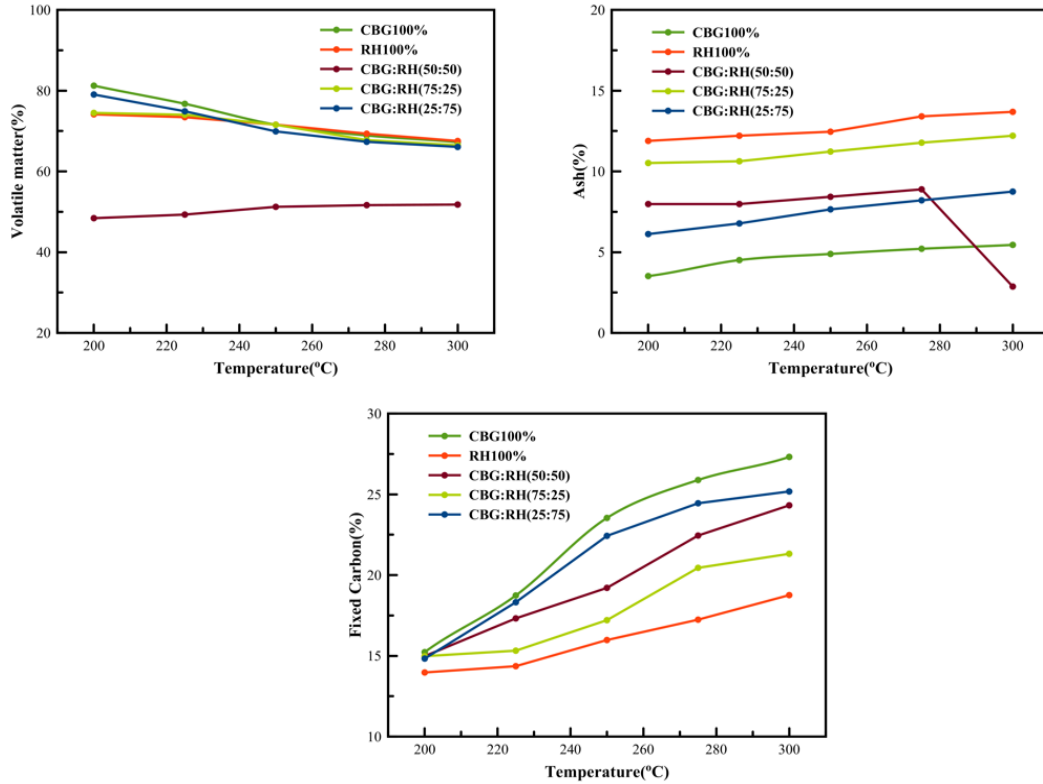 100
80
60
40
20
Volatile matter(%)
CBG100%
RH100%
CBG:RH(50:50)
CBG:RH(75:25)
CBG:RH(25:75)
200 220 240 260 280 300
Temperature(ºC)
20
15
10
5
0
Ash(%)
CBG100%
RH100%
CBG:RH(50:50)
CBG:RH(75:25)
CBG:RH(25:75)
200 220 240 260 280 300
Temperature(ºC)
30
25
20
15
10
Fixed Carbon(%)
CBG100%
RH100%
CBG:RH(50:50)
CBG:RH(75:25)
CBG:RH(25:75)
200 220 240 260 280 300
Temperature(ºC)